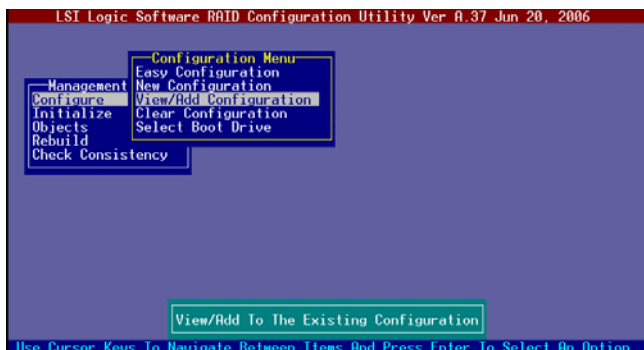 LSI Logic Software RAID Configuration Utility Ver A.37 Jun 20, 2006
Configuration Menu
Easy Configuration
New Configuration
View/Add Configuration
Clear Configuration
Select Boot Drive
Management
Configure
Initialize
Objects
Rebuild
Check Consistency
View/Add To The Existing Configuration
Use Cursor Keys To Navigate Between Items And Press Enter To Select An Option